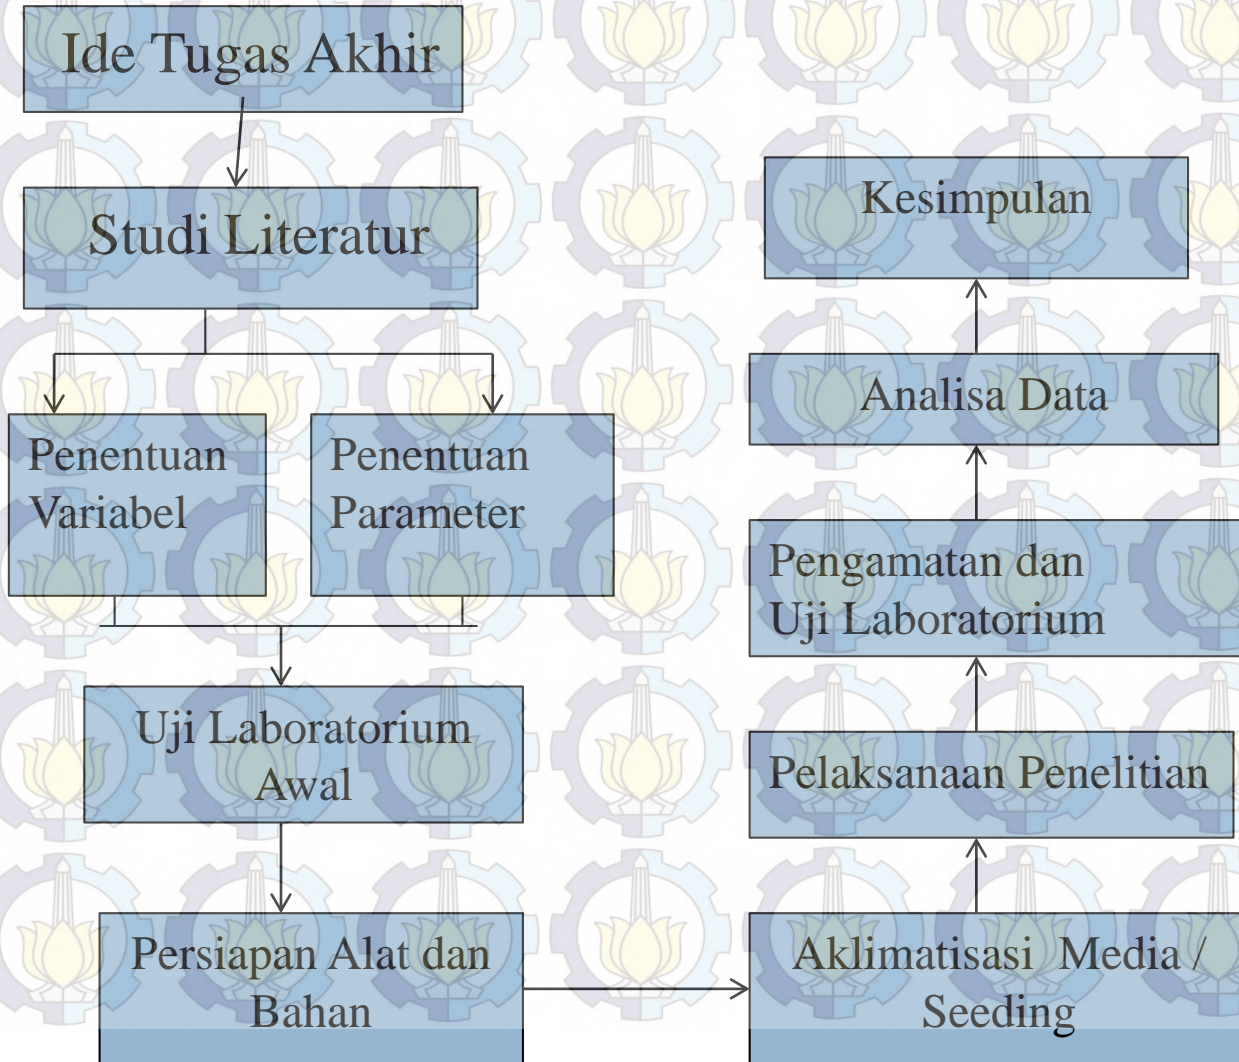 Ide Tugas Akhir
Studi Literatur
Penentuan
Variabel
Penentuan
Parameter
Uji Laboratorium
Awal
Persiapan Alat dan
Bahan
Aklimatisasi Media /
Seeding
Pelaksanaan Penelitian
Pengamatan dan
Uji Laboratorium
Analisa Data
Kesimpulan